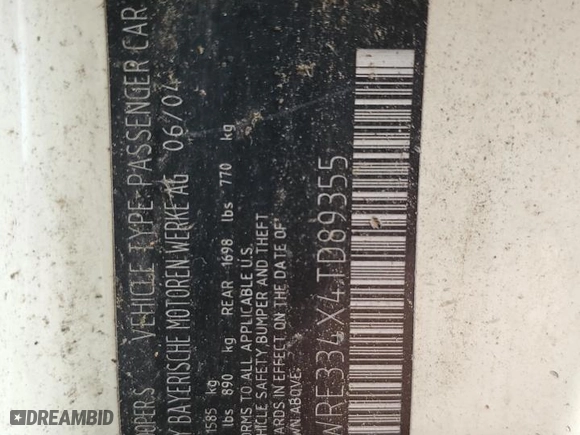 OPER S VEHICLE TYPE-PASSENGER CAR
Y BAYERISCHE MOTOREN WERKE AG 06/04
1585 kg
lbs 890 kg REAR 1698 lbs 770 kg
ORMS TO ALL APPLICABLE U.S.
HICLE SAFETY, BUMPER AND THEFT
ARDS IN EFFECT ON THE DATE OF
WN ABOVE.
WRE334X4TD89355
DREAMBID